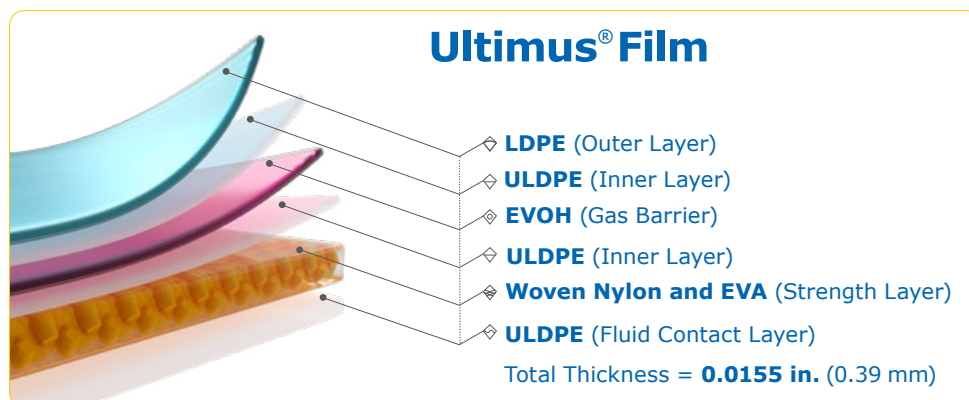 Ultimus® Film
LDPE (Outer Layer)
ULDPE (Inner Layer)
EVOH (Gas Barrier)
ULDPE (Inner Layer)
Woven Nylon and EVA (Strength Layer)
ULDPE (Fluid Contact Layer)
Total Thickness = 0.0155 in. (0.39 mm)